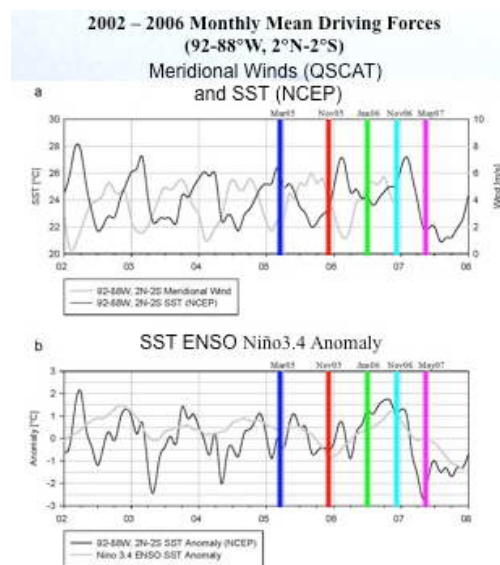 2002 – 2006 Monthly Mean Driving Forces
(92-88°W, 2°N-2°S)
Meridional Winds (QSCAT)
and SST (NCEP)
a
Mar05 Nov05 Jun06 Nov06 May07
30 28 26 24 22 20
SST [°C]
10 8 6 4 2 0
Wind [m/s]
02 03 04 05 06 07 08
92-88W, 2N-2S Meridional Wind
92-88W, 2N-2S SST (NCEP)
b
SST ENSO Niño3.4 Anomaly
Mar05 Nov05 Jun06 Nov06 May07
3 2 1 0 -1 -2 -3
Anomaly [°C]
02 03 04 05 06 07 08
92-88W, 2N-2S SST Anomaly (NCEP)
Nino 3.4 ENSO SST Anomaly